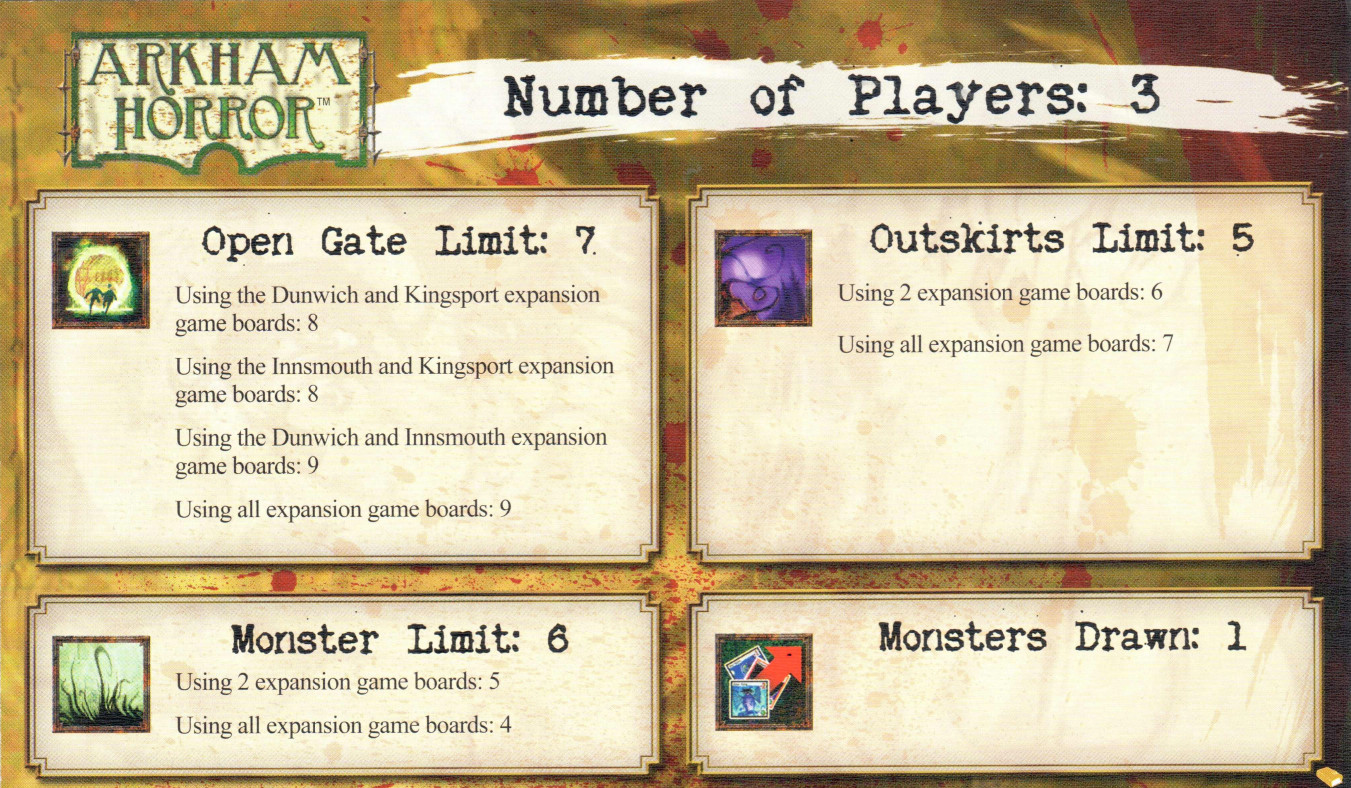 ARKHAM
HORROR™
Number of Players: 3
Open Gate Limit: 7
Using the Dunwich and Kingsport expansion
game boards: 8
Using the Innsmouth and Kingsport expansion
game boards: 8
Using the Dunwich and Innsmouth expansion
game boards: 9
Using all expansion game boards: 9
Outskirts Limit: 5
Using 2 expansion game boards: 6
Using all expansion game boards: 7
Monster Limit: 6
Using 2 expansion game boards: 5
Using all expansion game boards: 4
Monsters Drawn: 1